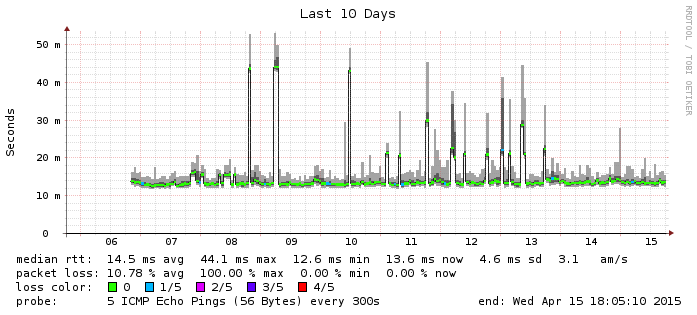 Last 10 Days
RRDTOOL / TOBI OETIKER
Seconds
50 m
40 m
30 m
20 m
10 m
0
06 07 08 09 10 11 12 13 14 15
median rtt: 14.5 ms avg 44.1 ms max 12.6 ms min 13.6 ms now 4.6 ms sd 3.1 am/s
packet loss: 10.78 % avg 100.00 % max 0.00 % min 0.00 % now
loss color: 0 1/5 2/5 3/5 4/5
probe: 5 ICMP Echo Pings (56 Bytes) every 300s end: Wed Apr 15 18:05:10 2015